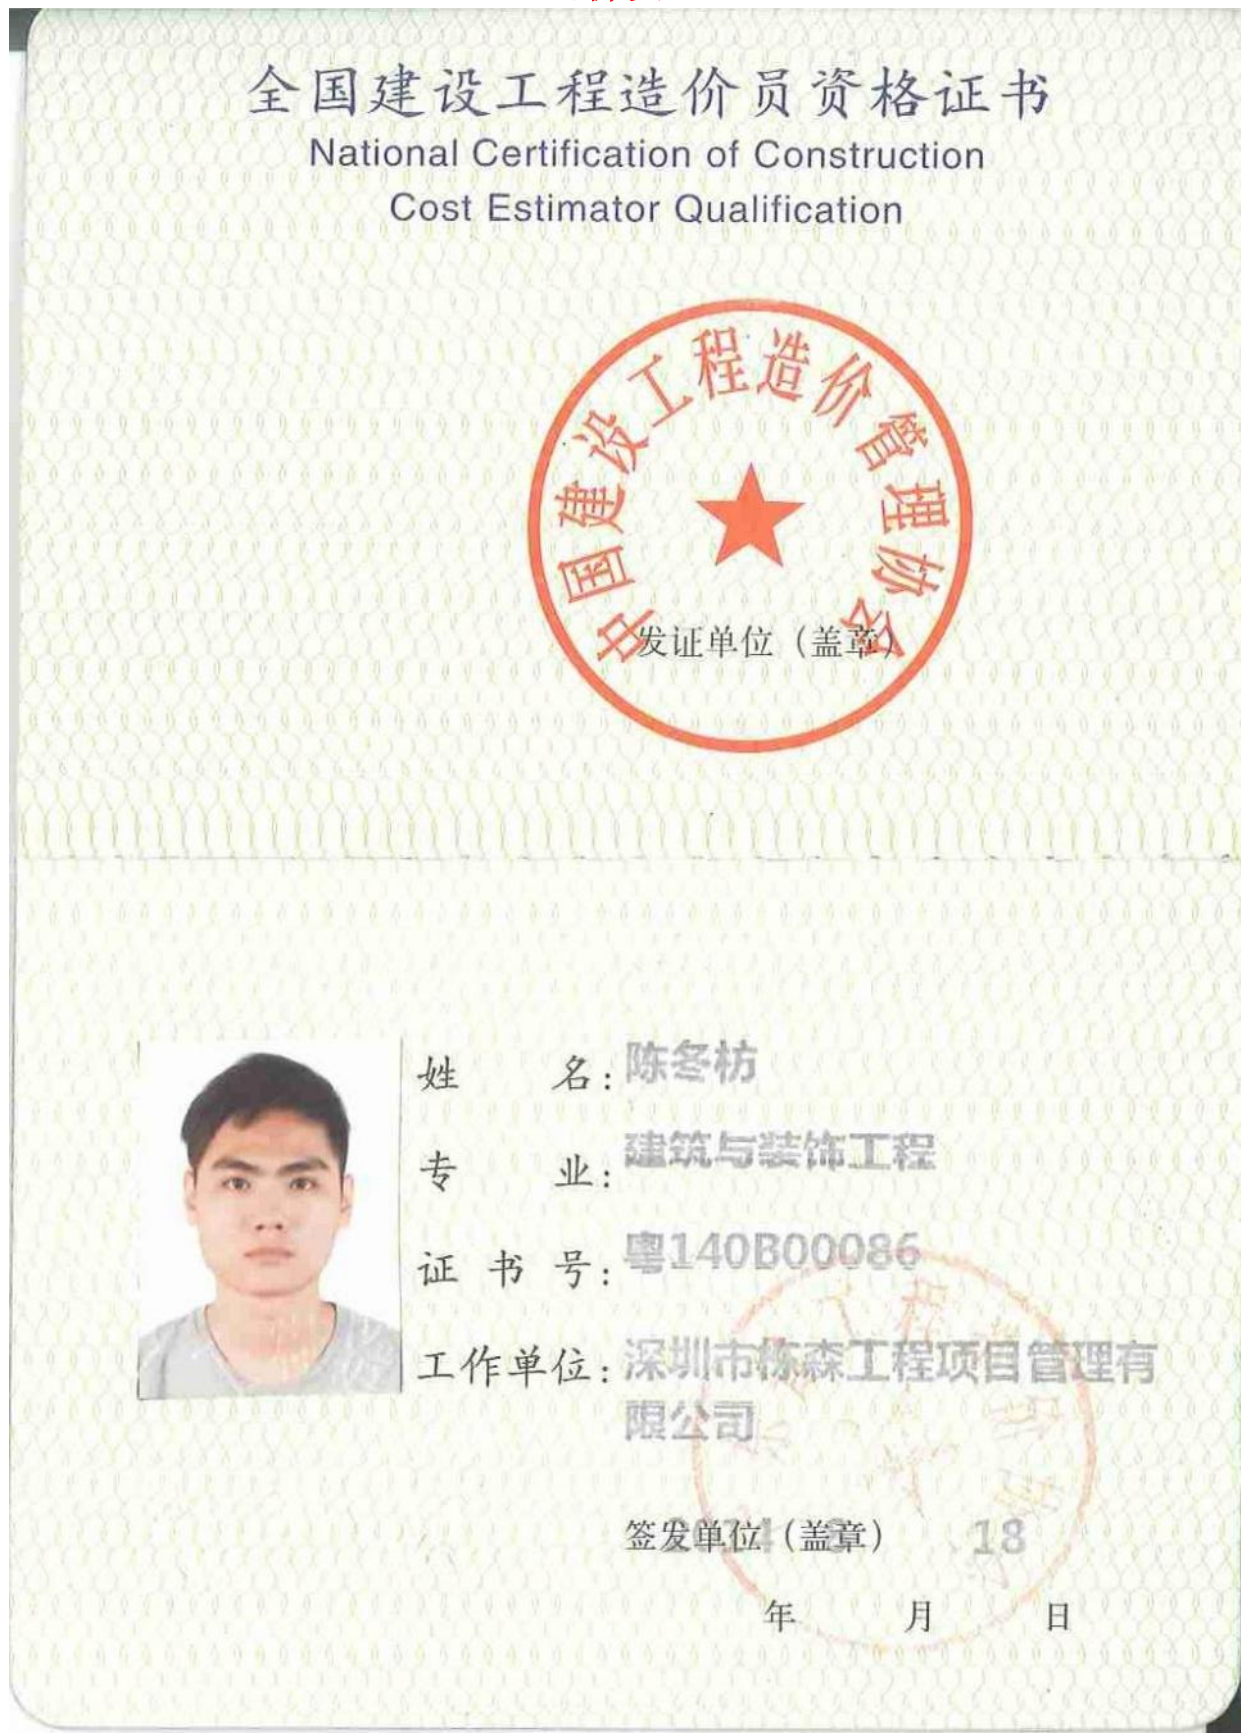 全国建设工程造价员资格证书
National Certification of Construction
Cost Estimator Qualification
中国建设工程造价管理协会
发证单位（盖章）
姓 名：陈冬枋
专 业：建筑与装饰工程
证 书 号：粤140B00086
工作单位：深圳市栋森工程项目管理有
限公司
签发单位（盖章）
2014 18
年 月 日